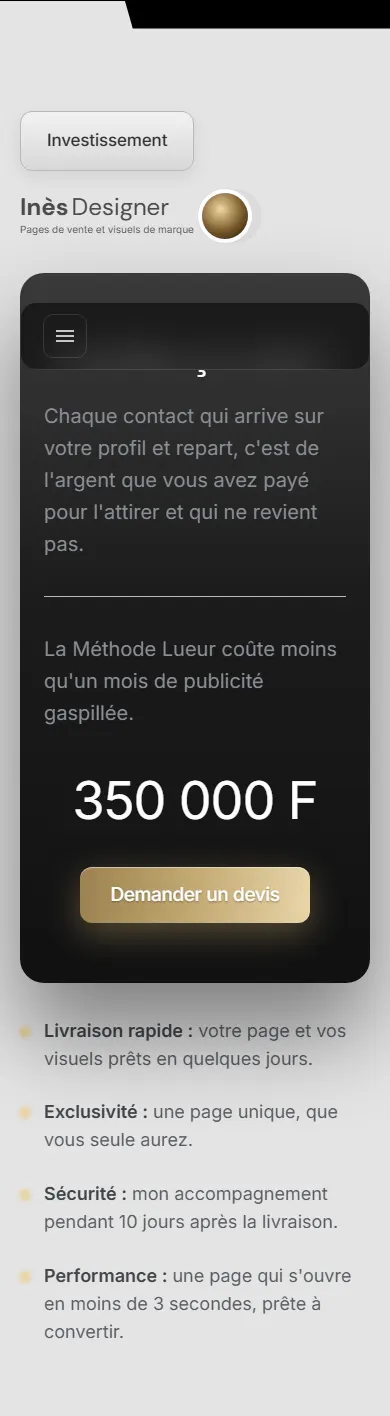 Investissement
Inès Designer
Pages de vente et visuels de marque
Chaque contact qui arrive sur
votre profil et repart, c'est de
l'argent que vous avez payé
pour l'attirer et qui ne revient
pas.
La Méthode Lueur coûte moins
qu'un mois de publicité
gaspillée.
350 000 F
Demander un devis
Livraison rapide : votre page et vos
visuels prêts en quelques jours.
Exclusivité : une page unique, que
vous seule aurez.
Sécurité : mon accompagnement
pendant 10 jours après la livraison.
Performance : une page qui s'ouvre
en moins de 3 secondes, prête à
convertir.